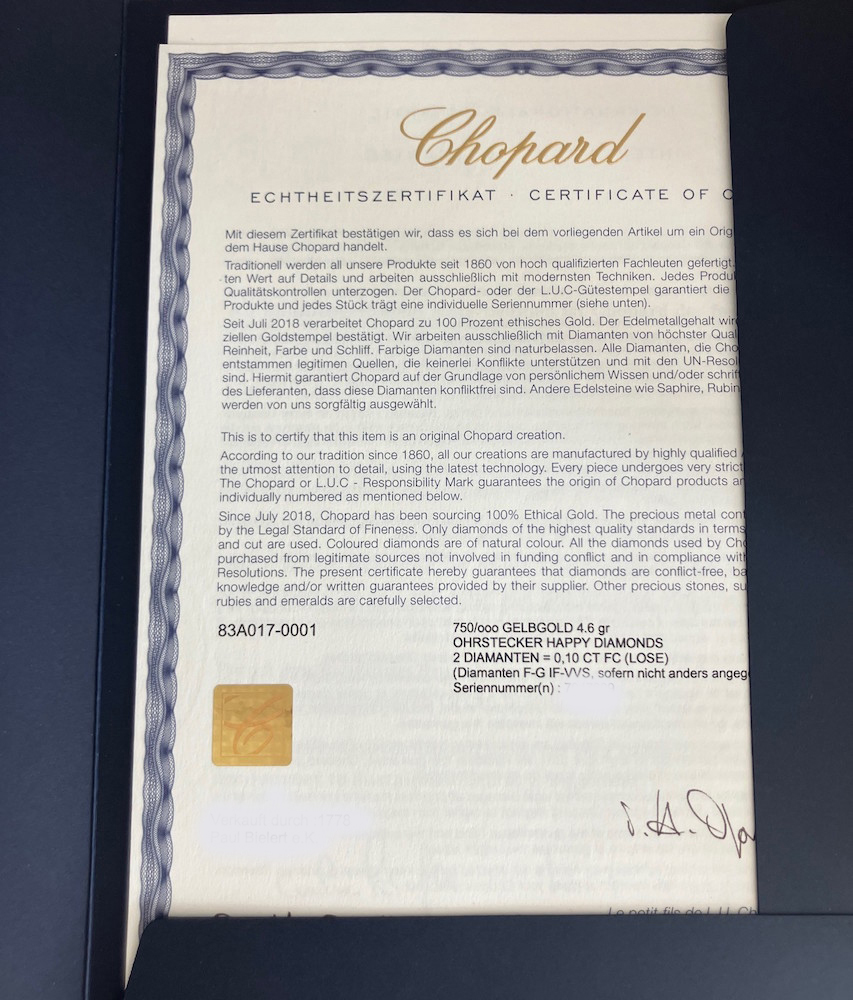 Chopard
ECHTHEITSZERTIFIKAT · CERTIFICATE OF
Mit diesem Zertifikat bestätigen wir, dass es sich bei dem vorliegenden Artikel um ein Orig
dem Hause Chopard handelt.
Traditionell werden all unsere Produkte seit 1860 von hoch qualifizierten Fachleuten gefertigt.
ten Wert auf Details und arbeiten ausschließlich mit modernsten Techniken. Jedes Produ
Qualitätskontrollen unterzogen. Der Chopard- oder der L.U.C-Gütestempel garantiert die
Produkte und jedes Stück trägt eine individuelle Seriennummer (siehe unten).
Seit Juli 2018 verarbeitet Chopard zu 100 Prozent ethisches Gold. Der Edelmetallgehalt wir
ziellen Goldstempel bestätigt. Wir arbeiten ausschließlich mit Diamanten von höchster Qual
Reinheit, Farbe und Schliff. Farbige Diamanten sind naturbelassen. Alle Diamanten, die Cho
entstammen legitimen Quellen, die keinerlei Konflikte unterstützen und mit den UN-Resol
sind. Hiermit garantiert Chopard auf der Grundlage von persönlichem Wissen und/oder schrif
des Lieferanten, dass diese Diamanten konfliktfrei sind. Andere Edelsteine wie Saphire, Rubin
werden von uns sorgfältig ausgewählt.
This is to certify that this item is an original Chopard creation.
According to our tradition since 1860, all our creations are manufactured by highly qualified
the utmost attention to detail, using the latest technology. Every piece undergoes very strict
The Chopard or L.U.C - Responsibility Mark guarantees the origin of Chopard products an
individually numbered as mentioned below.
Since July 2018, Chopard has been sourcing 100% Ethical Gold. The precious metal cont
by the Legal Standard of Fineness. Only diamonds of the highest quality standards in terms
and cut are used. Coloured diamonds are of natural colour. All the diamonds used by Cho
purchased from legitimate sources not involved in funding conflict and in compliance with
Resolutions. The present certificate hereby guarantees that diamonds are conflict-free, ba
knowledge and/or written guarantees provided by their supplier. Other precious stones, su
rubies and emeralds are carefully selected.
83A017-0001
750/ooo GELBGOLD 4.6 gr
OHRSTECKER HAPPY DIAMONDS
2 DIAMANTEN = 0,10 CT FC (LOSE)
(Diamanten F-G IF-VVS, sofern nicht anders angeg
Seriennummer(n) :